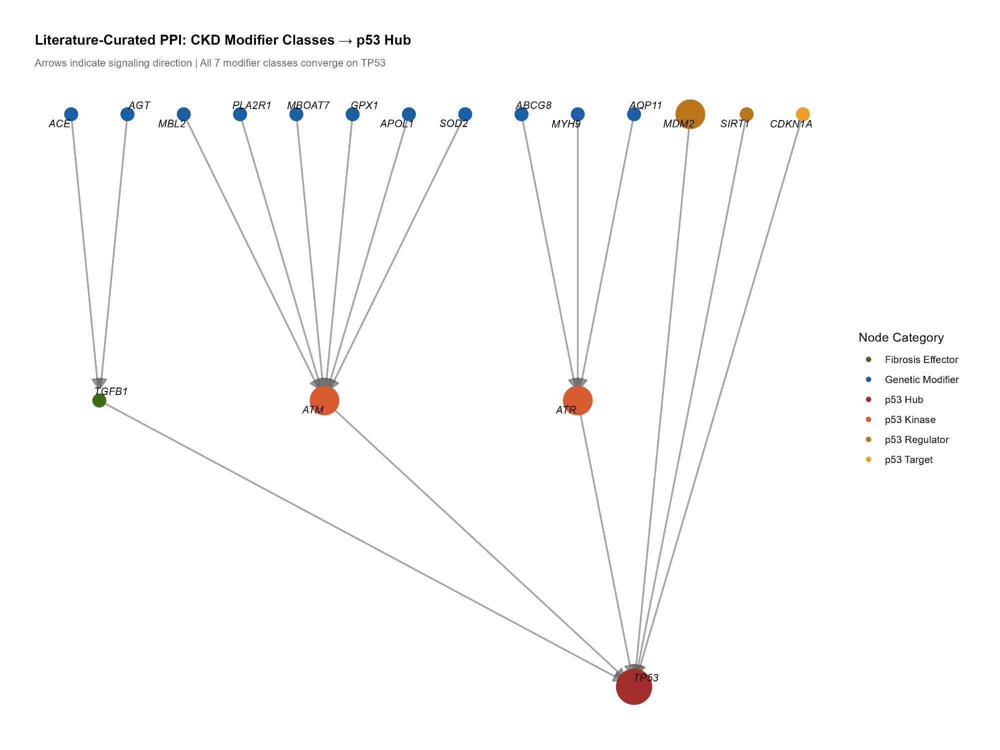 Literature-Curated PPI: CKD Modifier Classes → p53 Hub
Arrows indicate signaling direction | All 7 modifier classes converge on TP53
AGT
PLA2R1
MBOAT7
GPX1
ABCG8
AQP11
ACE
MBL2
APOL1
SOD2
MYH9
MDM2
SIRT1
CDKN1A
Node Category
Fibrosis Effector
Genetic Modifier
p53 Hub
p53 Kinase
p53 Regulator
p53 Target
TGFB1
ATM
ATR
TP53